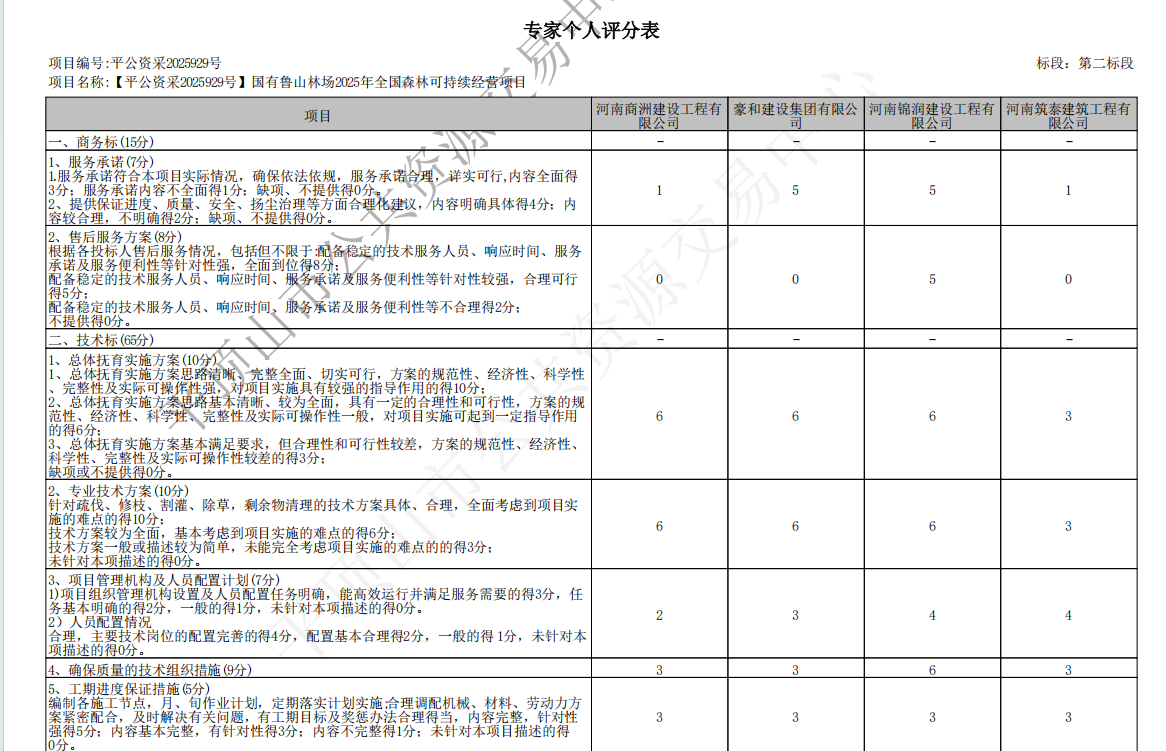 专家个人评分表
项目编号:平公资采2025929号
标段：第二标段
项目名称:【平公资采2025929号】国有鲁山林场2025年全国森林可持续经营项目
项目
河南商洲建设工程有限公司
豪和建设集团有限公司
河南锦润建设工程有限公司
河南筑泰建筑工程有限公司
一、商务标(15分)
－ － － －
1、服务承诺(7分)
1.服务承诺符合本项目实际情况，确保依法依规，服务承诺合理，详实可行,内容全面得
3分；服务承诺内容不全面得1分；缺项、不提供得0分。
2、提供保证进度、质量、安全、扬尘治理等方面合理化建议，内容明确具体得4分；内
容较合理，不明确得2分；缺项、不提供得0分。
1 5 5 1
2、售后服务方案(8分)
根据各投标人售后服务情况，包括但不限于:配备稳定的技术服务人员、响应时间、服务
承诺及服务便利性等针对性强，全面到位得8分；
配备稳定的技术服务人员、响应时间、服务承诺及服务便利性等针对性较强，合理可行
得5分；
配备稳定的技术服务人员、响应时间、服务承诺及服务便利性等不合理得2分；
不提供得0分。
0 0 5 0
二、技术标(65分)
－ － － －
1、总体抚育实施方案(10分)
1、总体抚育实施方案思路清晰、完整全面、切实可行，方案的规范性、经济性、科学性
、完整性及实际可操作性强，对项目实施具有较强的指导作用的得10分；
2、总体抚育实施方案思路基本清晰、较为全面，具有一定的合理性和可行性，方案的规
范性、经济性、科学性、完整性及实际可操作性一般，对项目实施可起到一定指导作用
的得6分；
3、总体抚育实施方案基本满足要求，但合理性和可行性较差，方案的规范性、经济性、
科学性、完整性及实际可操作性较差的得3分；
缺项或不提供得0分。
6 6 6 3
2、专业技术方案(10分)
针对疏伐、修枝、割灌、除草，剩余物清理的技术方案具体、合理，全面考虑到项目实
施的难点的得10分；
技术方案较为全面，基本考虑到项目实施的难点的得6分；
技术方案一般或描述较为简单，未能完全考虑项目实施的难点的的得3分；
未针对本项描述的得0分。
6 6 6 3
3、项目管理机构及人员配置计划(7分)
1)项目组织管理机构设置及人员配置任务明确，能高效运行并满足服务需要的得3分，任
务基本明确的得2分，一般的得1分，未针对本项描述的得0分。
2）人员配置情况
合理，主要技术岗位的配置完善的得4分，配置基本合理得2分，一般的得 1分，未针对本
项描述的得0分。
2 3 4 4
4、确保质量的技术组织措施(9分)
3 3 6 3
5、工期进度保证措施(5分)
编制各施工节点，月、旬作业计划，定期落实计划实施;合理调配机械、材料、劳动力方
案紧密配合，及时解决有关问题，有工期目标及奖惩办法合理得当，内容完整，针对性
强得5分；内容基本完整，有针对性得3分；内容不完整得1分；未针对本项目描述的得
0分。
3 3 3 3
平顶山市公共资源交易中
平顶山市公共资源交易中心